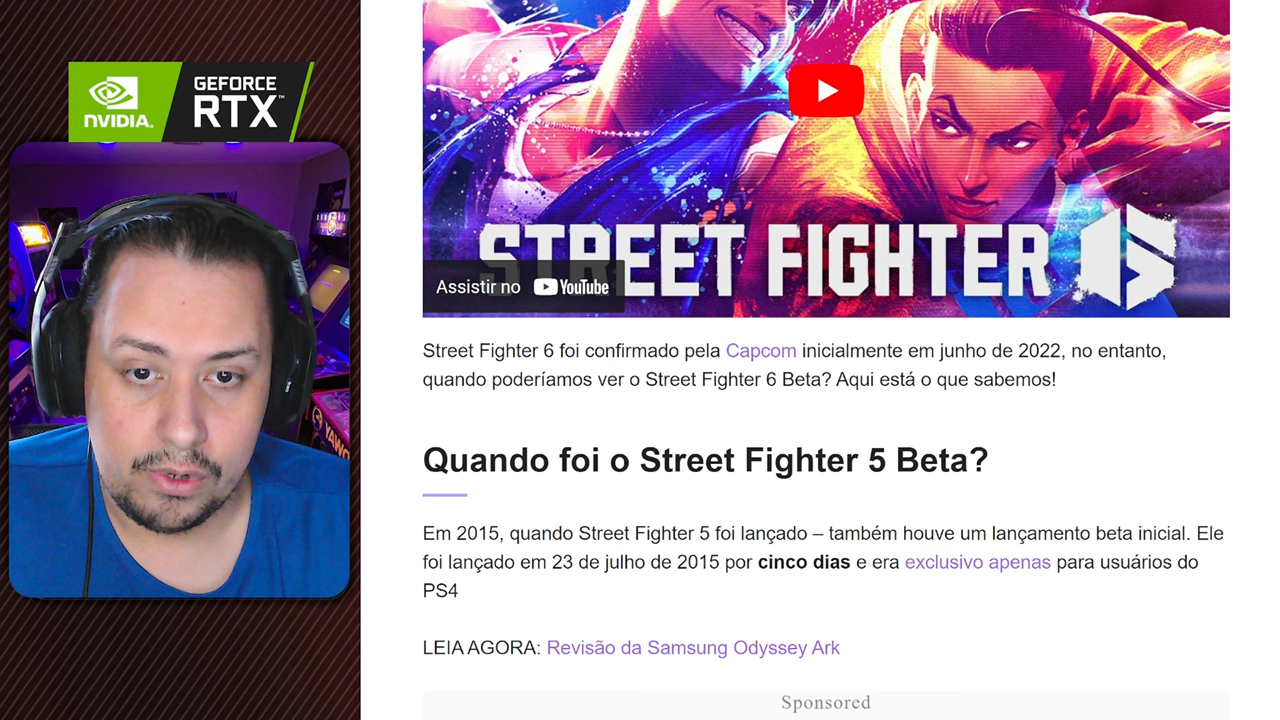 NVIDIA.
GEFORCE
RTX™
STREET FIGHTER™ 6
Assistir no YouTube
Street Fighter 6 foi confirmado pela Capcom inicialmente em junho de 2022, no entanto,
quando poderíamos ver o Street Fighter 6 Beta? Aqui está o que sabemos!
Quando foi o Street Fighter 5 Beta?
Em 2015, quando Street Fighter 5 foi lançado – também houve um lançamento beta inicial. Ele
foi lançado em 23 de julho de 2015 por cinco dias e era exclusivo apenas para usuários do
PS4
LEIA AGORA: Revisão da Samsung Odyssey Ark
Sponsored